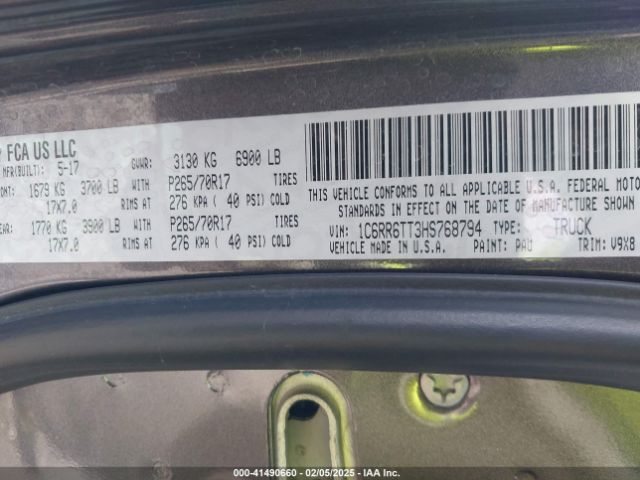 FCA US LLC
MFR(BUILT): 5-17 GVWR: 3130 KG 6900 LB
ONT: 1679 KG 3700 LB WITH P265/70R17 TIRES
17X7.0 RIMS AT 276 KPA ( 40 PSI) COLD
EAR: 1770 KG 3900 LB WITH P265/70R17 TIRES
17X7.0 RIMS AT 276 KPA ( 40 PSI) COLD
THIS VEHICLE CONFORMS TO ALL APPLICABLE U.S.A. FEDERAL MOTOR
STANDARDS IN EFFECT ON THE DATE OF MANUFACTURE SHOWN
VIN: 1C6RR6TT3HS768794 TYPE: TRUCK
MADE IN U.S.A. PAINT: PAU TRIM: V9X8
000-41490660 - 02/05/2025 - IAA Inc.